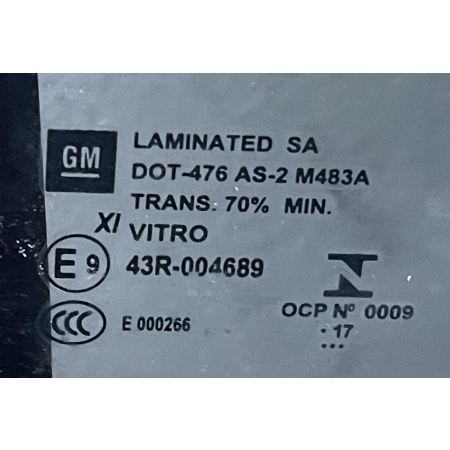 GM
LAMINATED SA
DOT-476 AS-2 M483A
TRANS. 70% MIN.
XI VITRO
E 9 43R-004689
CCC E 000266
N
OCP Nº 0009
. 17
...